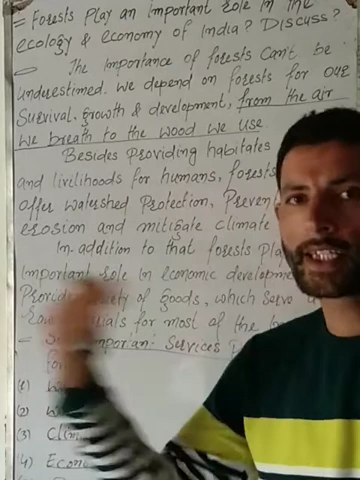 = Forests Play an important role in the
ecology & economy of India? Discuss?
The importance of forests Can't be
underestimed. we depend on forests for our
Survival, growth & development, from the air
we breath to the wood we use.
Besides Providing habitates
and livilihoods for humans, forests
offer watershed Protection, Preven
erosion and mitigate climate
In addition to that forests Pla
important role in economic developme
Provid of goods, which Serve
for most of the
= Services
(1)
(2)
(3) Clim
(4) Econ